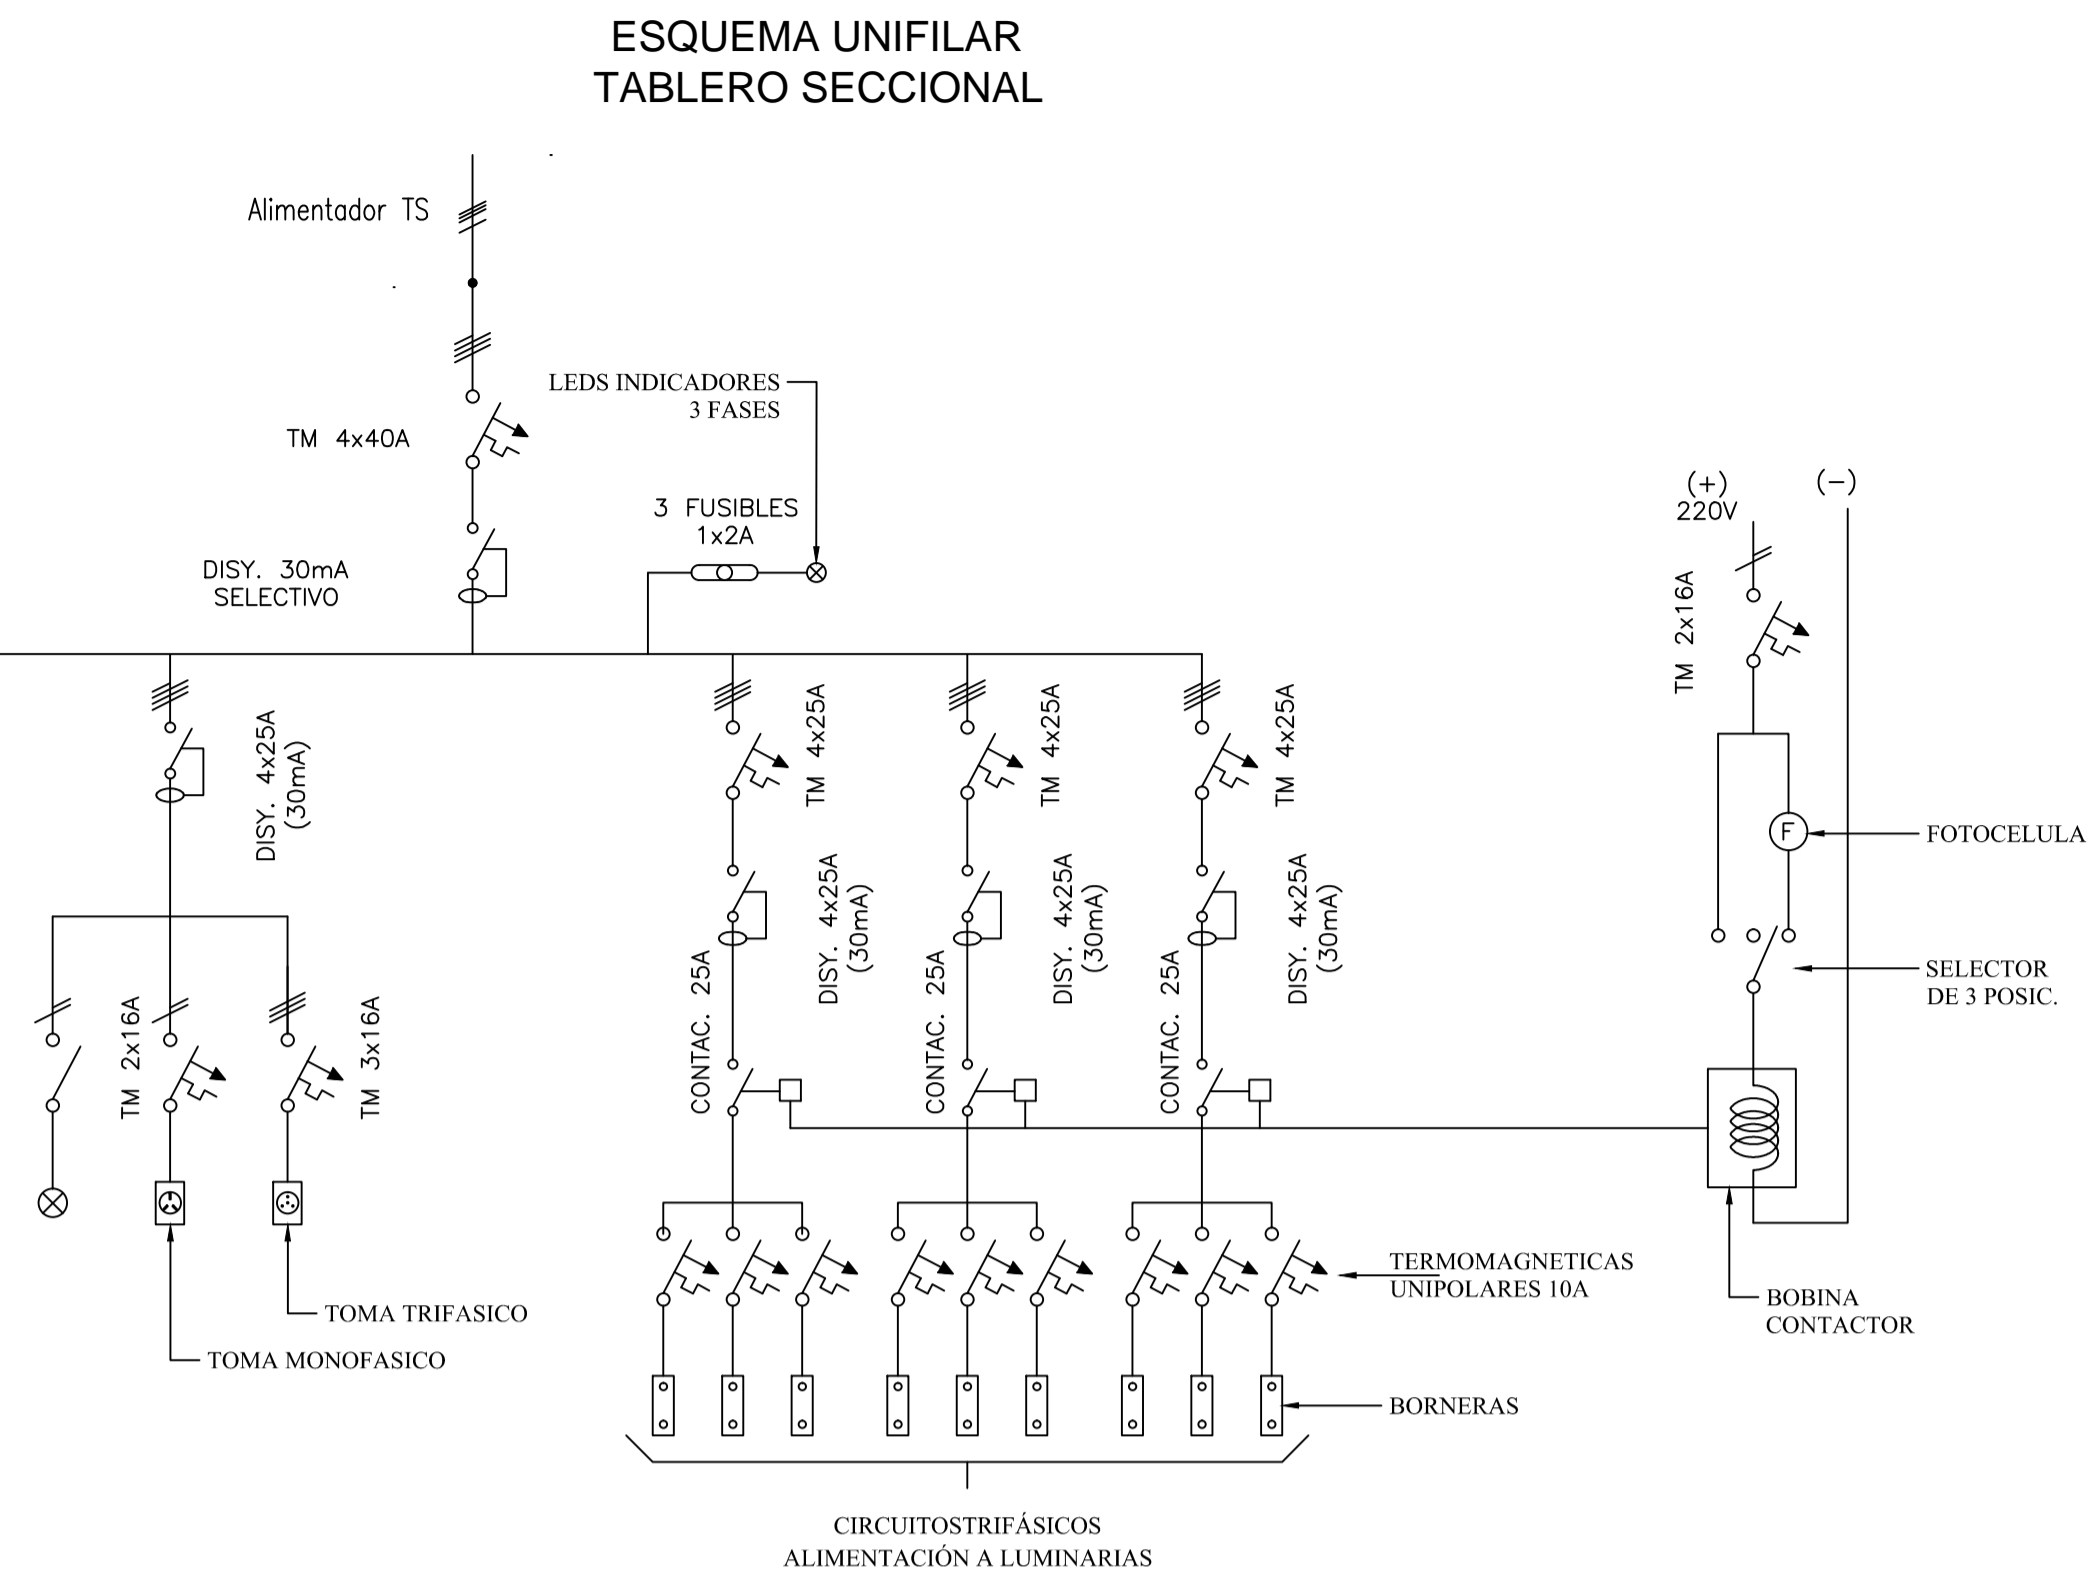 ESQUEMA UNIFILAR
TABLERO SECCIONAL
Alimentador TS
LEDS INDICADORES
3 FASES
TM 4x40A
3 FUSIBLES
1x2A
DISY. 30mA
SELECTIVO
(+)
220V
(-)
TM 2x16A
DISY. 4x25A
(30mA)
TM 4x25A
TM 4x25A
TM 4x25A
F
FOTOCELULA
DISY. 4x25A
(30mA)
DISY. 4x25A
(30mA)
DISY. 4x25A
(30mA)
SELECTOR
DE 3 POSIC.
TM 2x16A
TM 3x16A
CONTAC. 25A
CONTAC. 25A
CONTAC. 25A
TERMOMAGNETICAS
UNIPOLARES 10A
BOBINA
CONTACTOR
TOMA TRIFASICO
TOMA MONOFASICO
BORNERAS
CIRCUITOSTRIFÁSICOS
ALIMENTACIÓN A LUMINARIAS